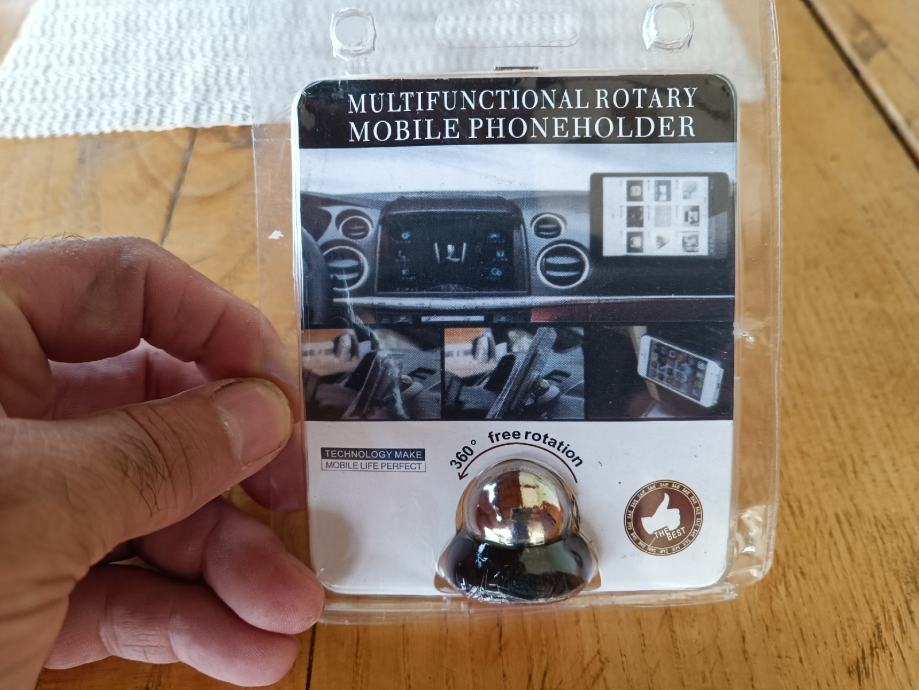 MULTIFUNCTIONAL ROTARY
MOBILE PHONEHOLDER
360° free rotation
TECHNOLOGY MAKE
MOBILE LIFE PERFECT
THE
BEST